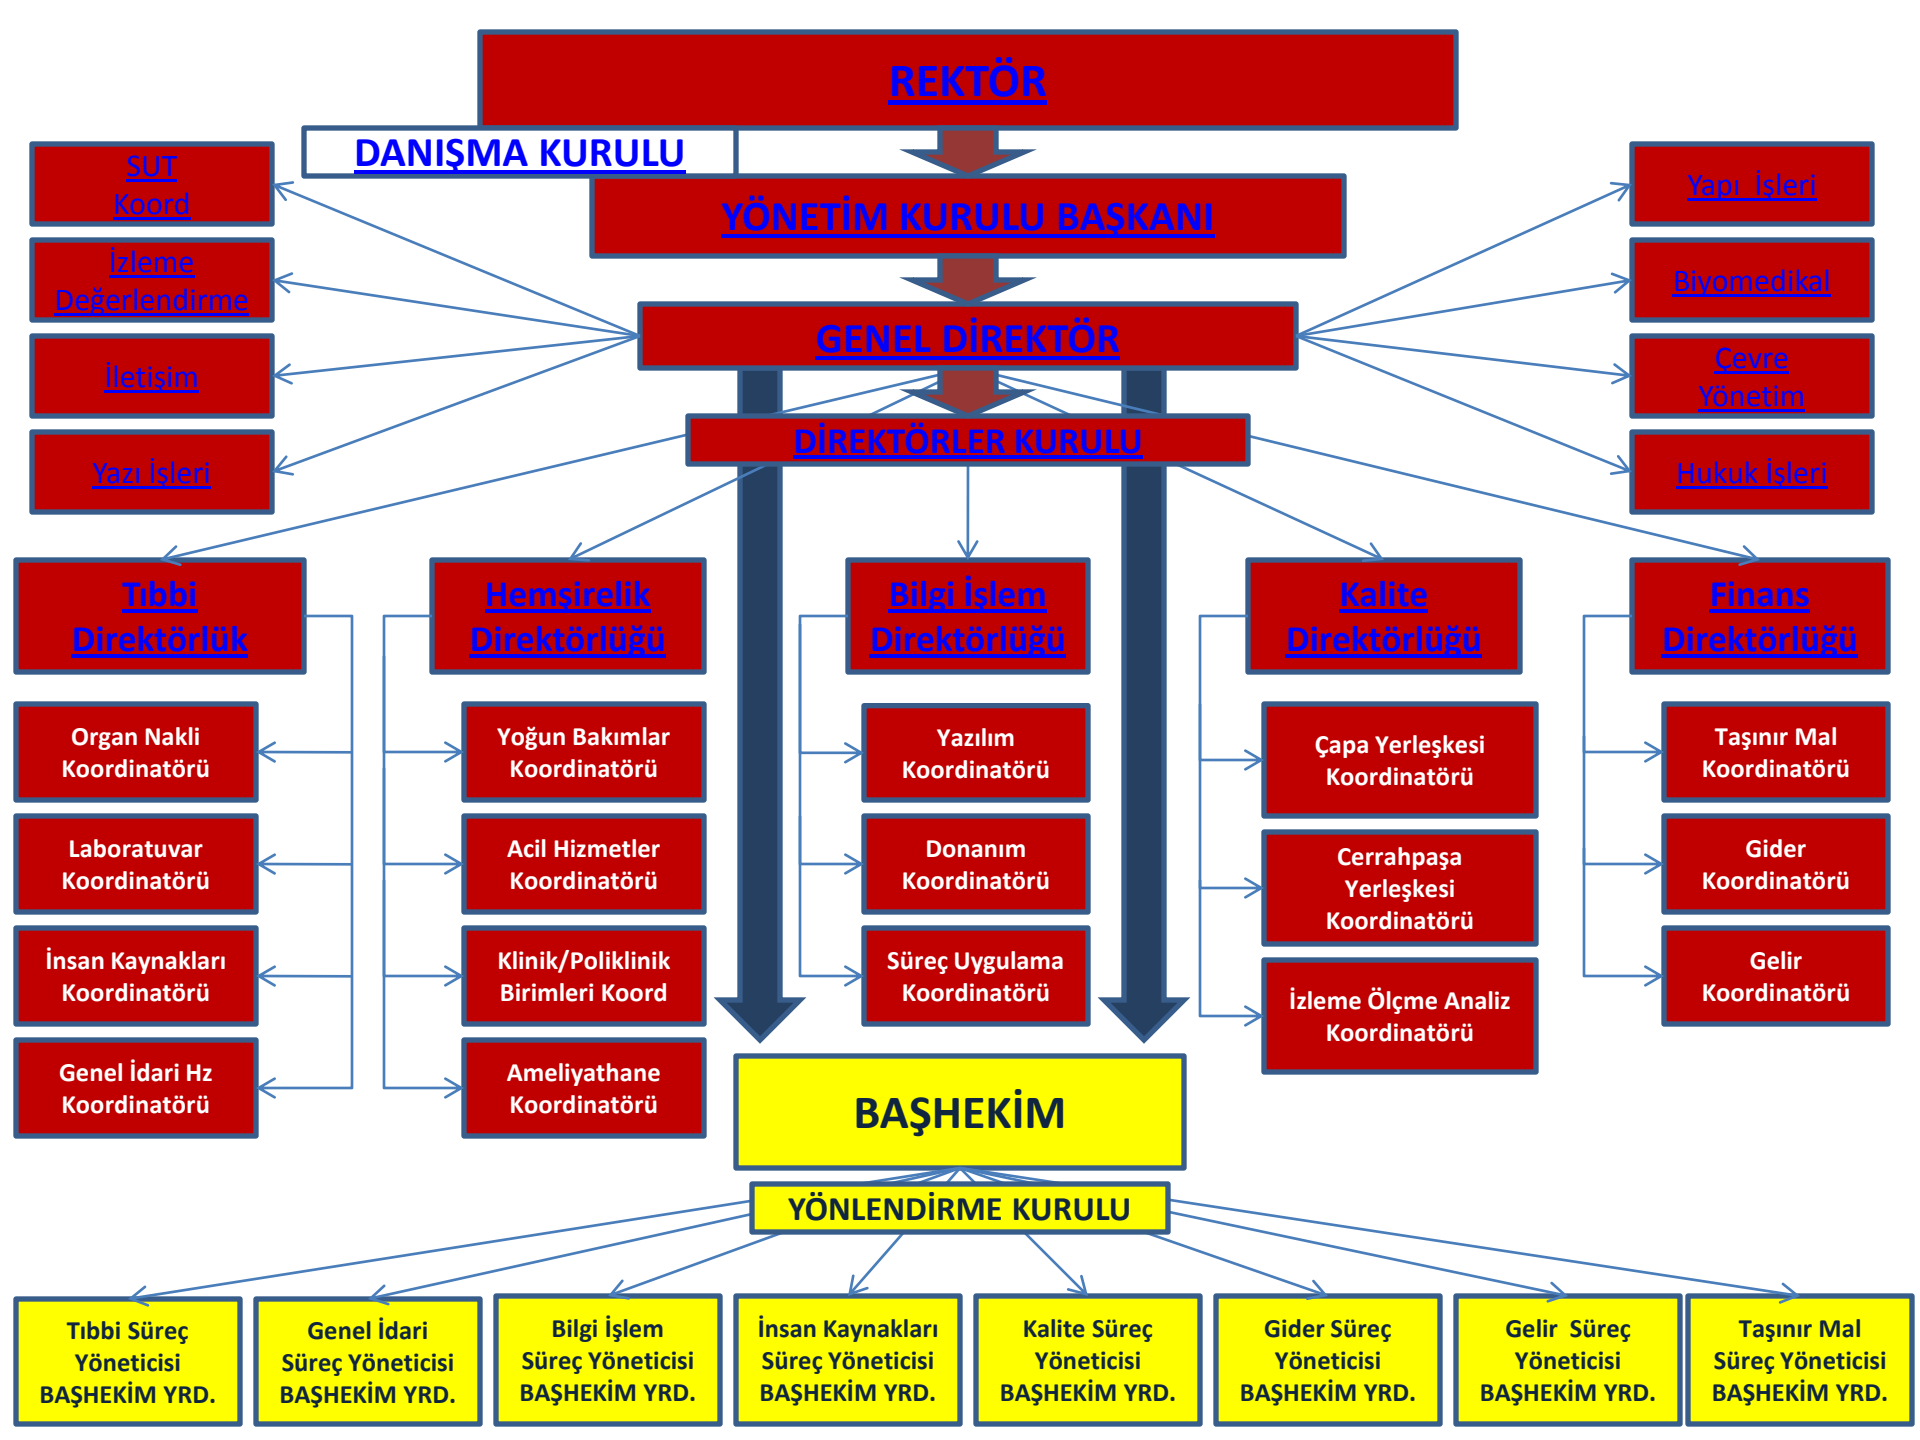 REKTÖR
DANIŞMA KURULU
YÖNETİM KURULU BAŞKANI
GENEL DİREKTÖR
DİREKTÖRLER KURULU
SUT
Koord
İzleme
Değerlendirme
İletişim
Yazı İşleri
Yapı  İşleri
Biyomedikal
Çevre
Yönetim
Hukuk İşleri
Tıbbi
Direktörlük
Organ Nakli
Koordinatörü
Laboratuvar
Koordinatörü
İnsan Kaynakları
Koordinatörü
Genel İdari Hz
Koordinatörü
Hemşirelik
Direktörlüğü
Yoğun Bakımlar
Koordinatörü
Acil Hizmetler
Koordinatörü
Klinik/Poliklinik
Birimleri Koord
Ameliyathane
Koordinatörü
Bilgi İşlem
Direktörlüğü
Yazılım
Koordinatörü
Donanım
Koordinatörü
Süreç Uygulama
Koordinatörü
Kalite
Direktörlüğü
Çapa Yerleşkesi
Koordinatörü
Cerrahpaşa
Yerleşkesi
Koordinatörü
İzleme Ölçme Analiz
Koordinatörü
Finans
Direktörlüğü
Taşınır Mal
Koordinatörü
Gider
Koordinatörü
Gelir
Koordinatörü
BAŞHEKİM
YÖNLENDİRME KURULU
Tıbbi Süreç
Yöneticisi
BAŞHEKİM YRD.
Genel İdari
Süreç Yöneticisi
BAŞHEKİM YRD.
Bilgi İşlem
Süreç Yöneticisi
BAŞHEKİM YRD.
İnsan Kaynakları
Süreç Yöneticisi
BAŞHEKİM YRD.
Kalite Süreç
Yöneticisi
BAŞHEKİM YRD.
Gider Süreç
Yöneticisi
BAŞHEKİM YRD.
Gelir  Süreç
Yöneticisi
BAŞHEKİM YRD.
Taşınır Mal
Süreç Yöneticisi
BAŞHEKİM YRD.